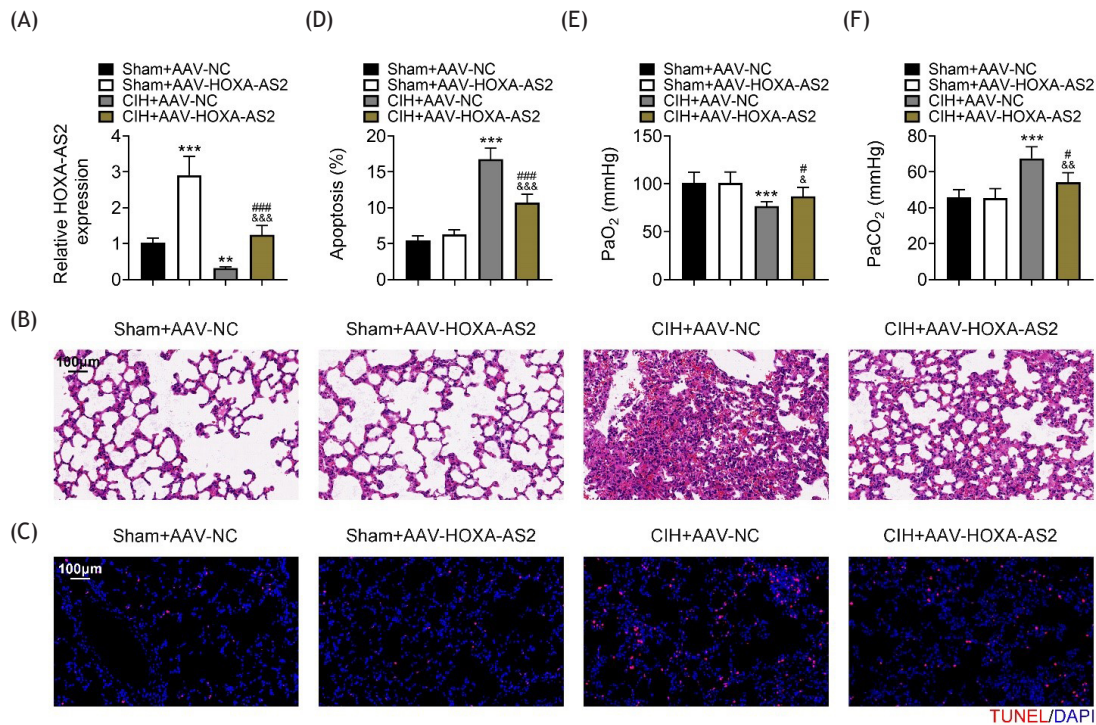 (A)
Sham+AAV-NC
Sham+AAV-HOXA-AS2
CIH+AAV-NC
CIH+AAV-HOXA-AS2
Relative HOXA-AS2
expression
4
3
2
1
0
***
**
###
&&&
(D)
Sham+AAV-NC
Sham+AAV-HOXA-AS2
CIH+AAV-NC
CIH+AAV-HOXA-AS2
Apoptosis (%)
20
15
10
5
0
***
###
&&&
(E)
Sham+AAV-NC
Sham+AAV-HOXA-AS2
CIH+AAV-NC
CIH+AAV-HOXA-AS2
PaO₂ (mmHg)
150
100
50
0
***
#
&
(F)
Sham+AAV-NC
Sham+AAV-HOXA-AS2
CIH+AAV-NC
CIH+AAV-HOXA-AS2
PaCO₂ (mmHg)
80
60
40
20
0
***
#
&&
(B)
Sham+AAV-NC
Sham+AAV-HOXA-AS2
CIH+AAV-NC
CIH+AAV-HOXA-AS2
100μm
(C)
Sham+AAV-NC
Sham+AAV-HOXA-AS2
CIH+AAV-NC
CIH+AAV-HOXA-AS2
100μm
TUNEL/DAPI